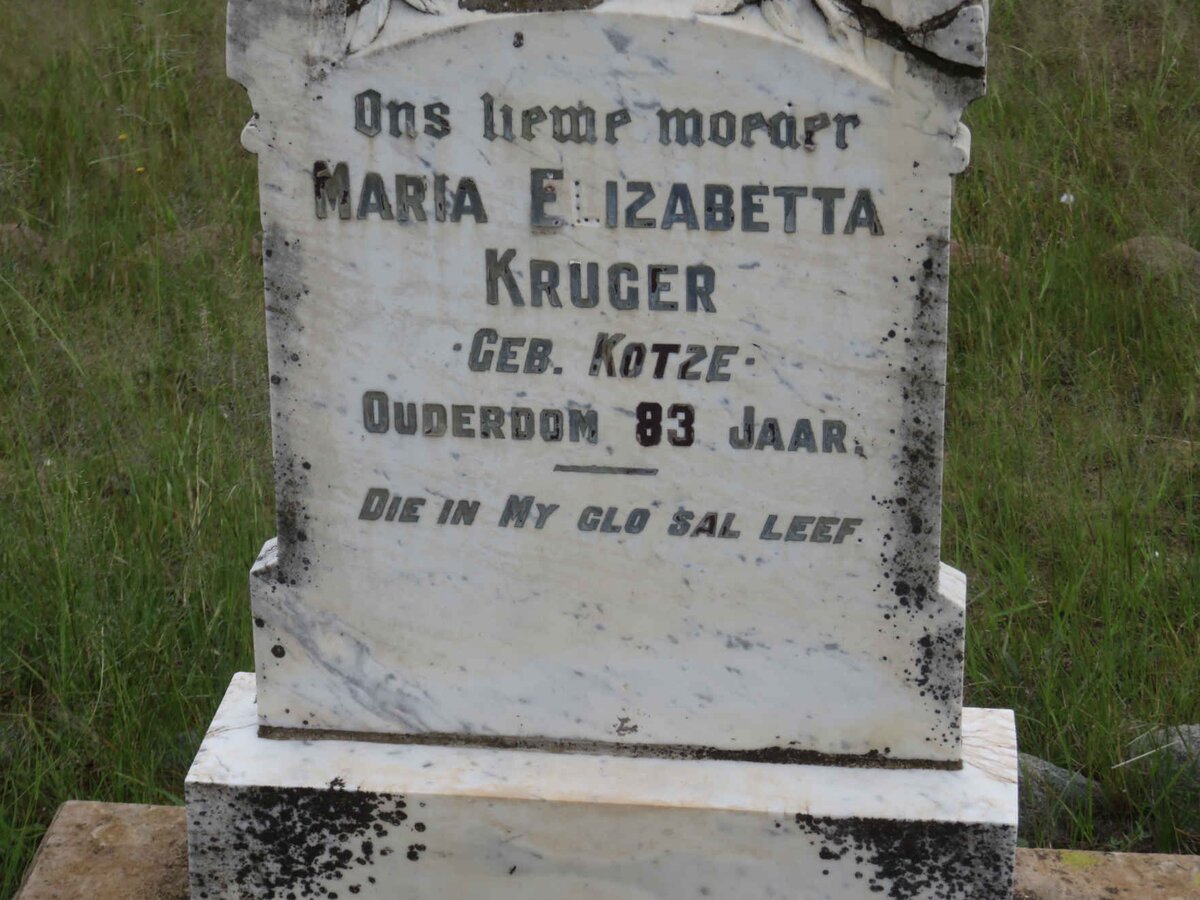 Ons liewe moeder
MARIA ELIZABETTA
KRUGER
·GEB. KOTZE·
OUDERDOM 83 JAAR.
DIE IN MY GLO SAL LEEF